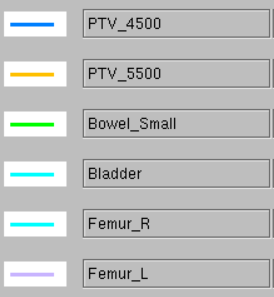 PTV_4500
PTV_5500
Bowel_Small
Bladder
Femur_R
Femur_L